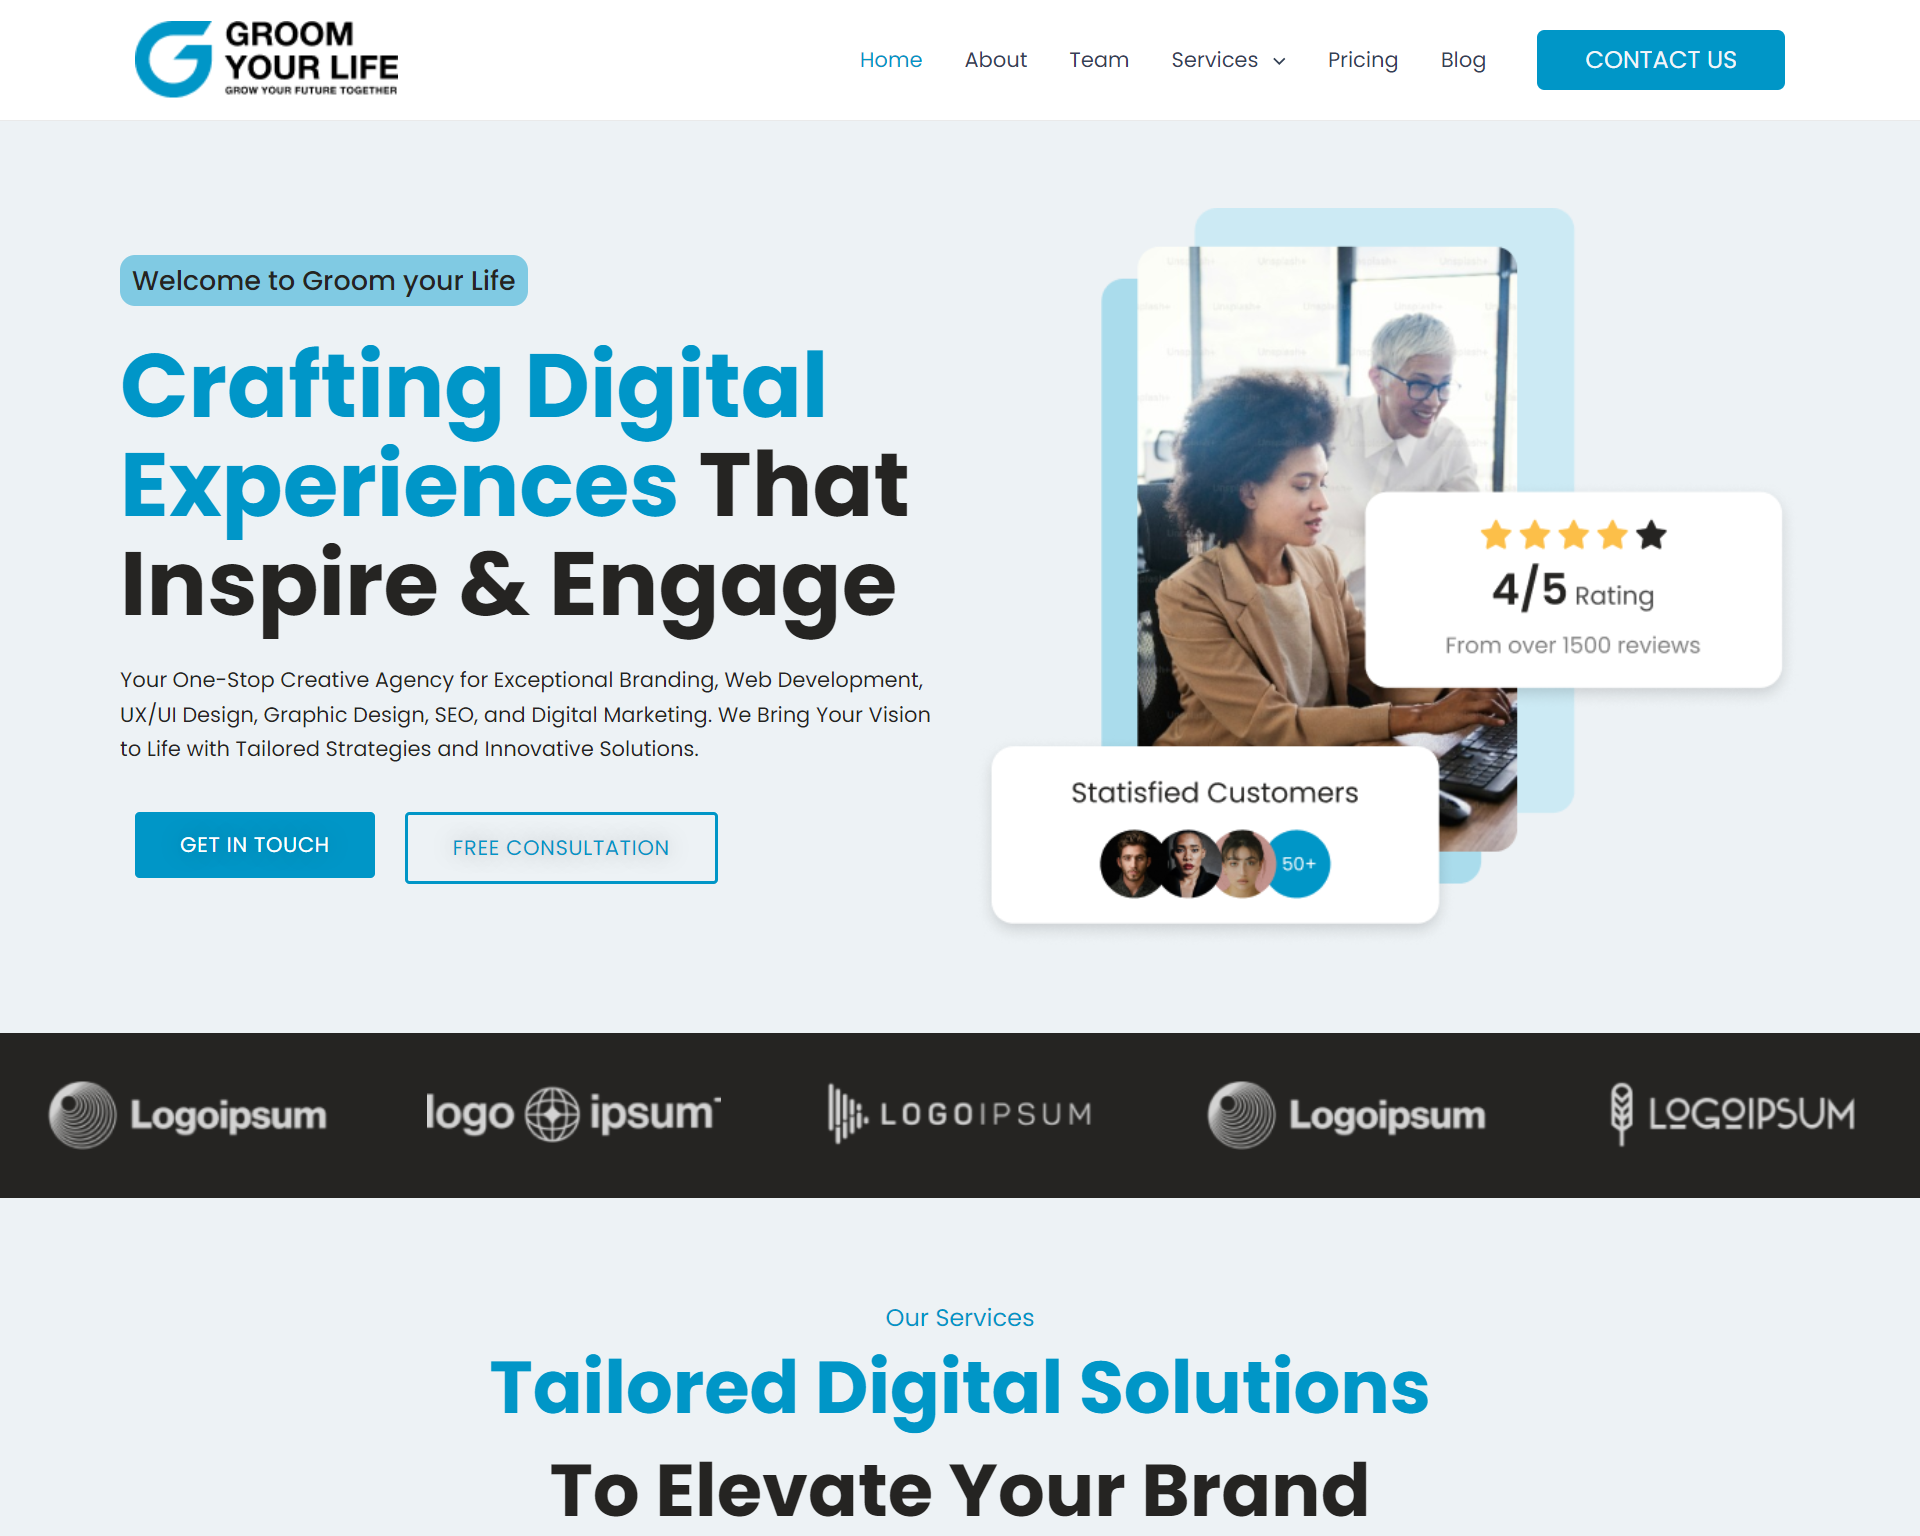 GROOM
YOUR LIFE
GROW YOUR FUTURE TOGETHER
Home
About
Team
Services
Pricing
Blog
CONTACT US
Welcome to Groom your Life
Crafting Digital
Experiences That
Inspire & Engage
Your One-Stop Creative Agency for Exceptional Branding, Web Development,
UX/UI Design, Graphic Design, SEO, and Digital Marketing. We Bring Your Vision
to Life with Tailored Strategies and Innovative Solutions.
GET IN TOUCH
FREE CONSULTATION
4/5 Rating
From over 1500 reviews
Statisfied Customers
50+
Logoipsum
logo ipsum
LOGOIPSUM
Logoipsum
LOGOIPSUM
Our Services
Tailored Digital Solutions
To Elevate Your Brand